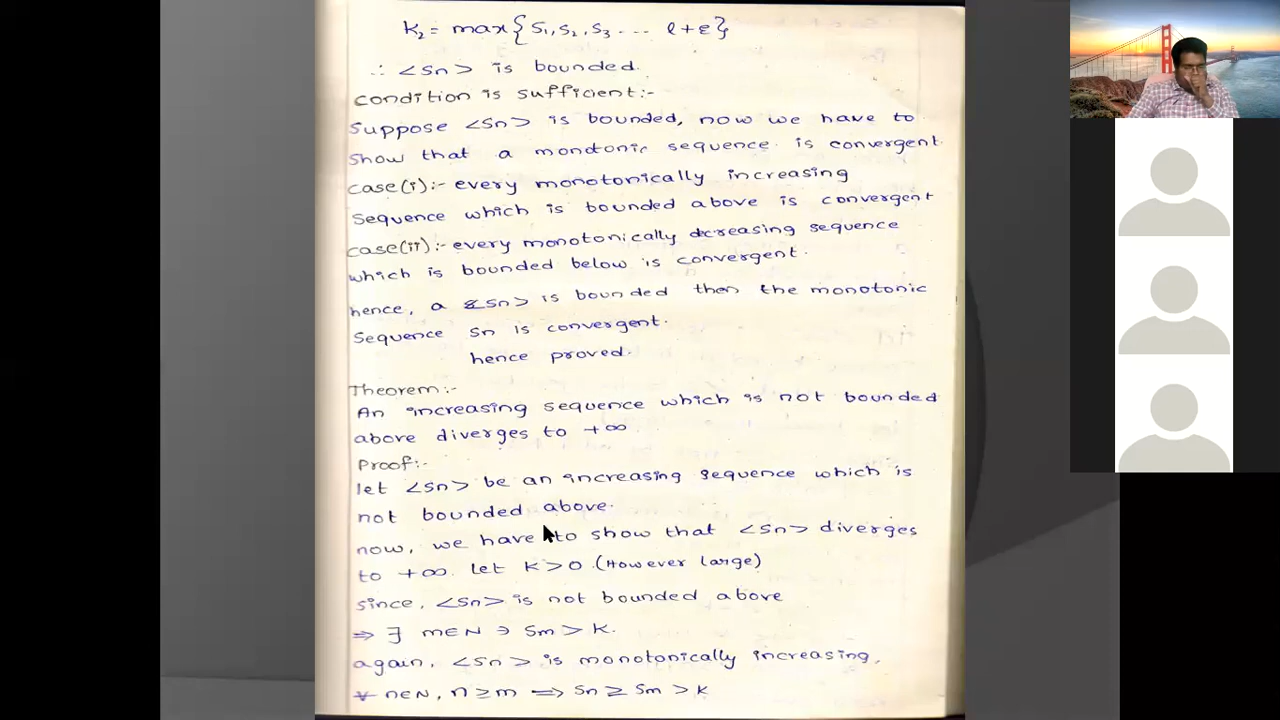 K₂ = max{S₁, S₂, S₃ .... l+ε}
∴ <Sn> is bounded.
condition is sufficient:-
Suppose <Sn> is bounded, now we have to
show that a monotonic sequence is convergent.
case(i):- every monotonically increasing
sequence which is bounded above is convergent
case(ii):- every monotonically decreasing sequence
which is bounded below is convergent.
hence, a <Sn> is bounded then the monotonic
sequence Sn is convergent.
hence proved.
Theorem:-
An increasing sequence which is not bounded
above diverges to +∞
Proof:-
let <Sn> be an increasing sequence which is
not bounded above.
now, we have to show that <Sn> diverges
to +∞. Let K>0.(However large)
since, <Sn> is not bounded above
⇒ ∃ m∈N ∋ Sm > K.
again, <Sn> is monotonically increasing,
∀ n∈N, n ≥ m ⟹ Sn ≥ Sm > K